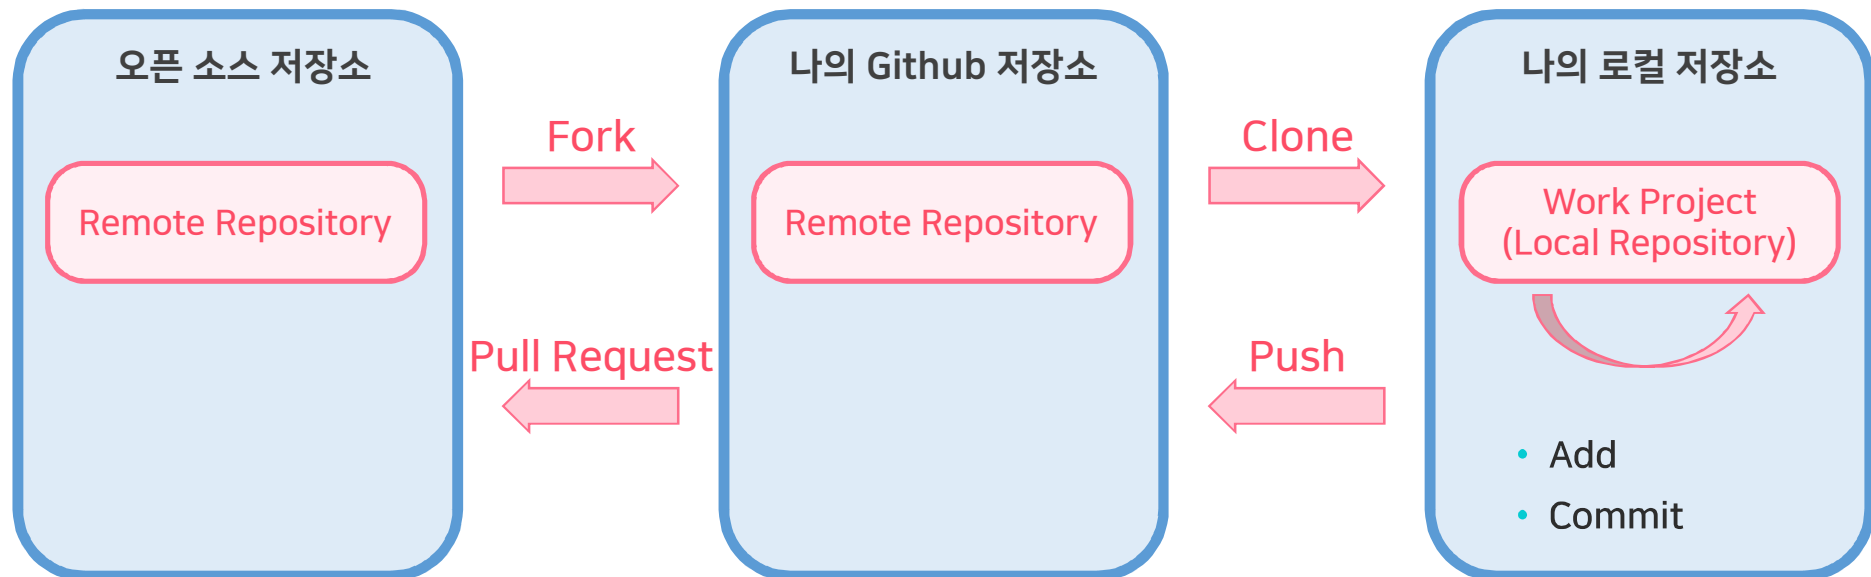 오픈 소스 저장소
Remote Repository
Fork
Pull Request
나의 Github 저장소
Remote Repository
Clone
Push
나의 로컬 저장소
Work Project
(Local Repository)
• Add
• Commit